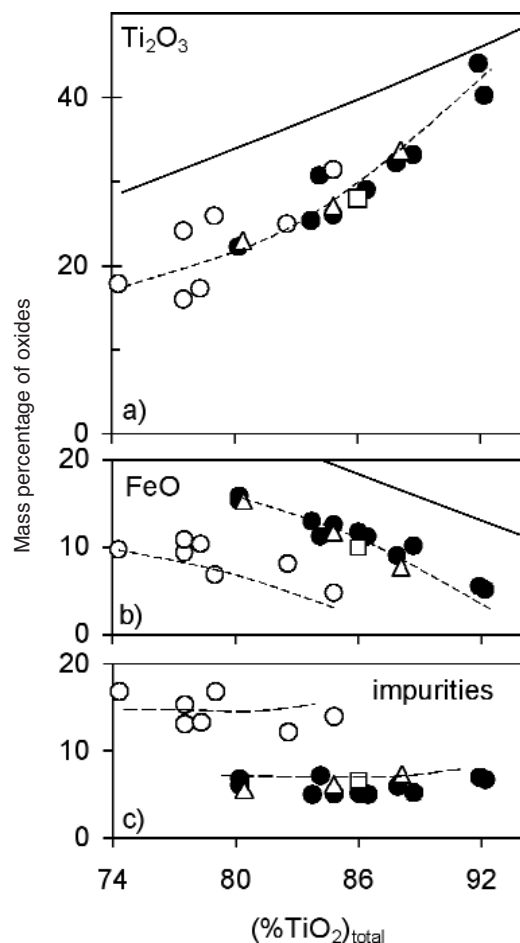 Mass percentage of oxides
Ti₂O₃
40
20
0
a)
20
FeO
10
0
b)
20
impurities
10
0
c)
74 80 86 92
(%TiO₂)total